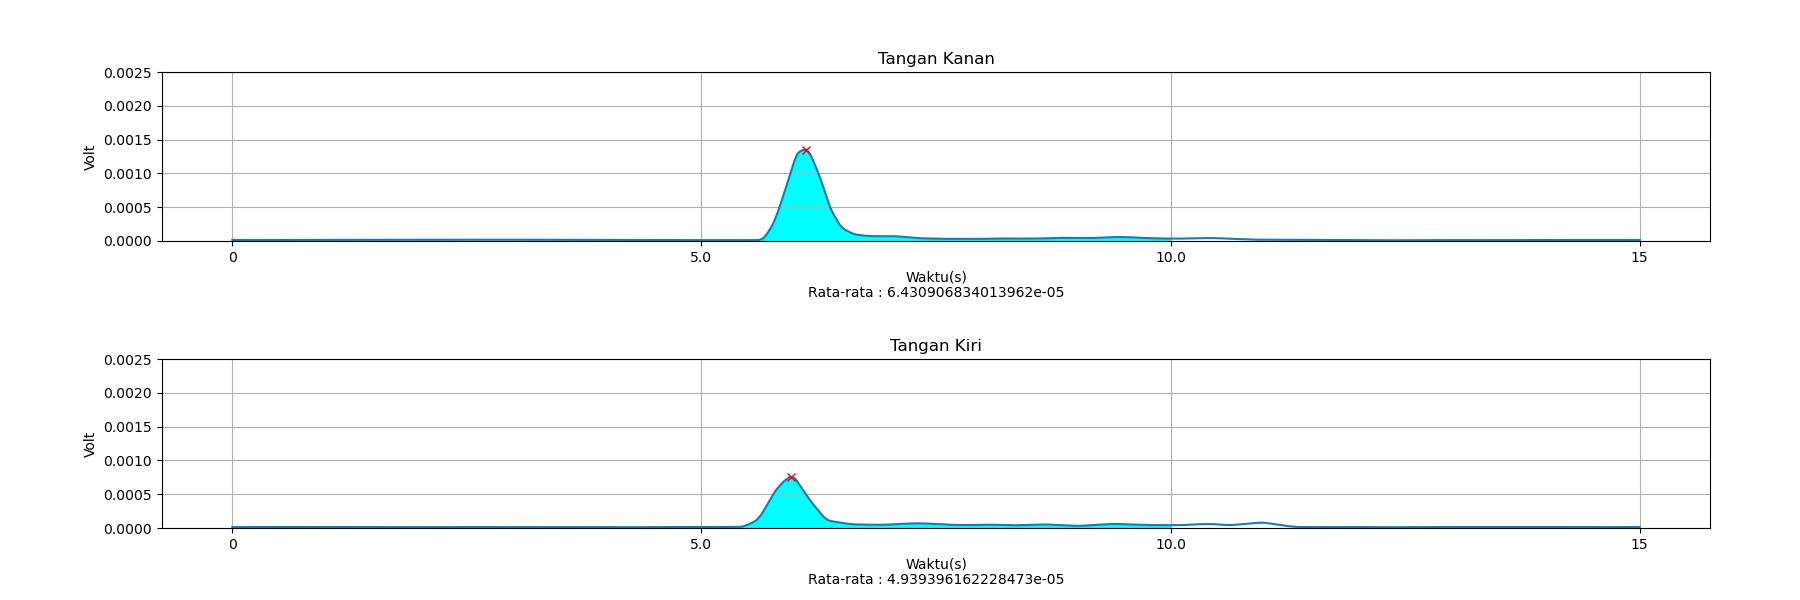 Tangan Kanan
0.0025
0.0020
0.0015
0.0010
0.0005
0.0000
Volt
0 5.0 10.0 15
Waktu(s)
Rata-rata : 6.430906834013962e-05
Tangan Kiri
0.0025
0.0020
0.0015
0.0010
0.0005
0.0000
Volt
0 5.0 10.0 15
Waktu(s)
Rata-rata : 4.939396162228473e-05